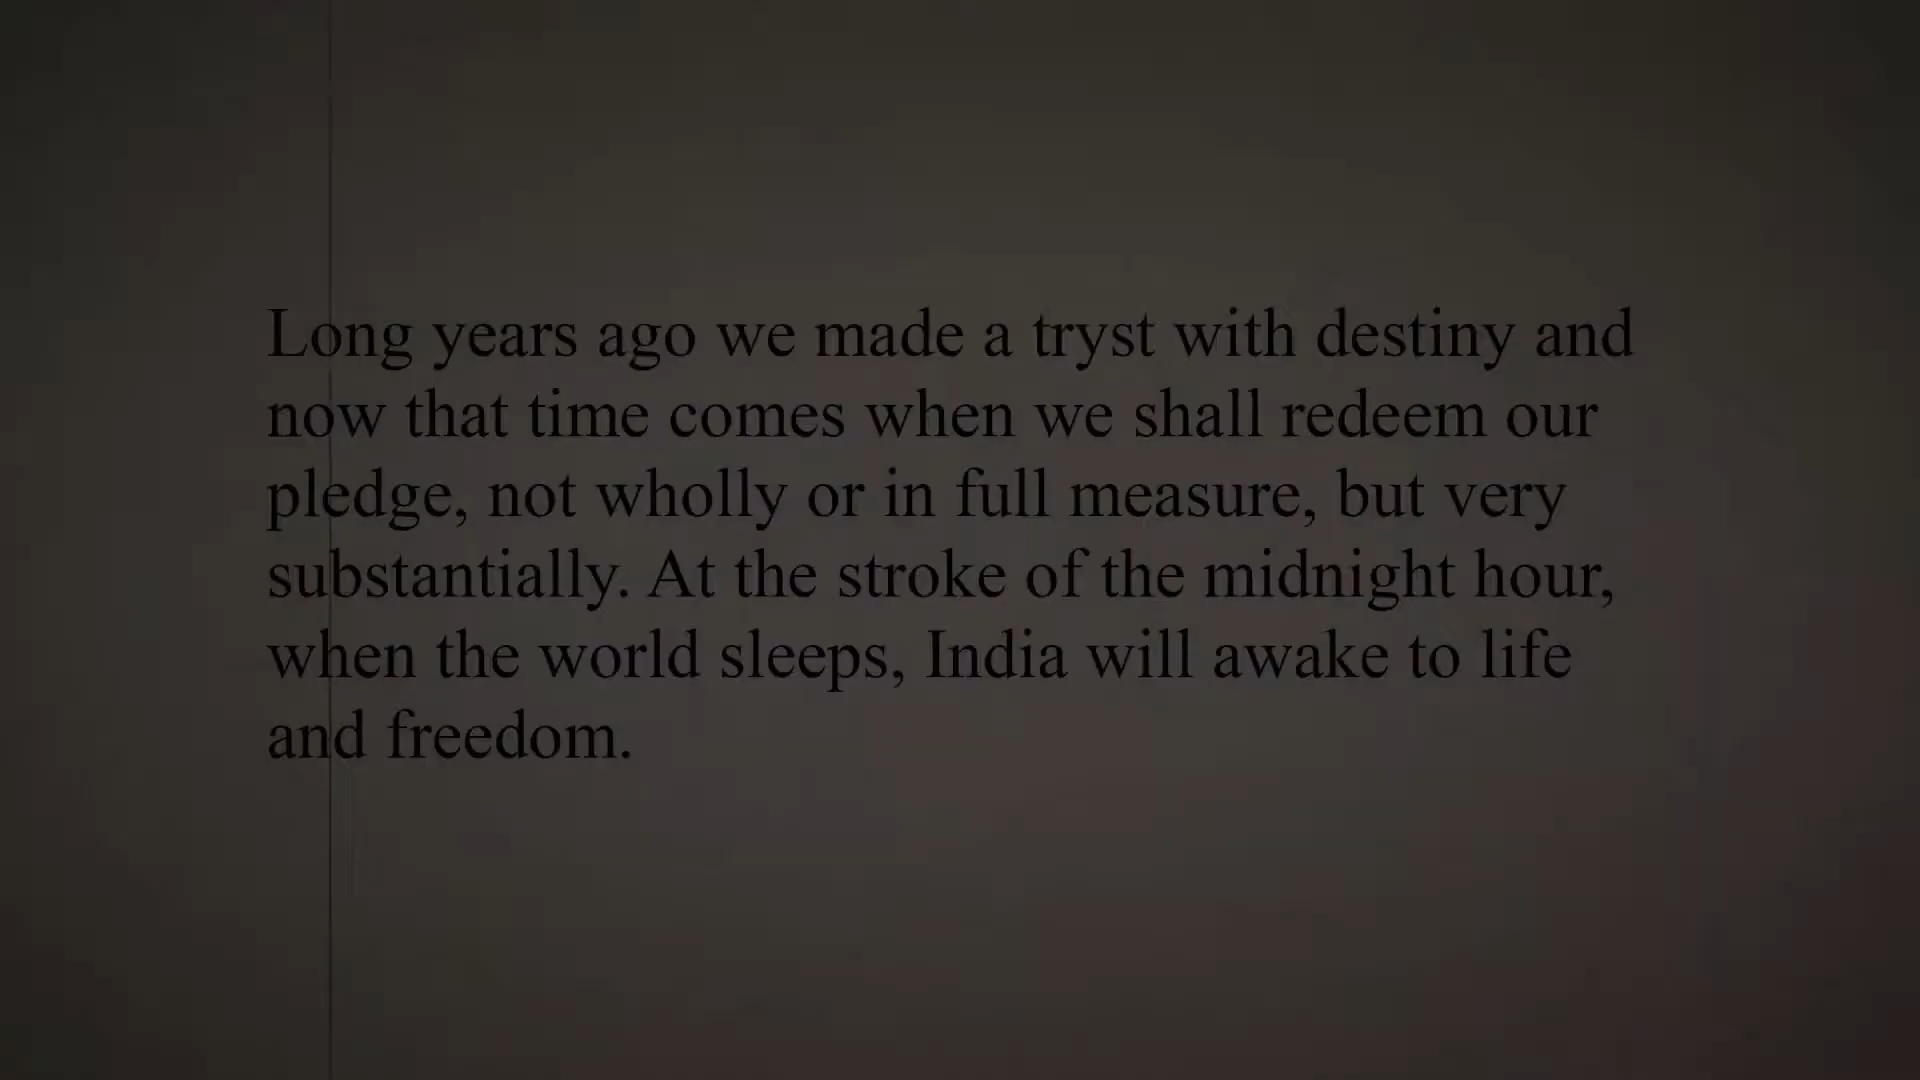 Long years ago we made a tryst with destiny and
now that time comes when we shall redeem our
pledge, not wholly or in full measure, but very
substantially. At the stroke of the midnight hour,
when the world sleeps, India will awake to life
and freedom.